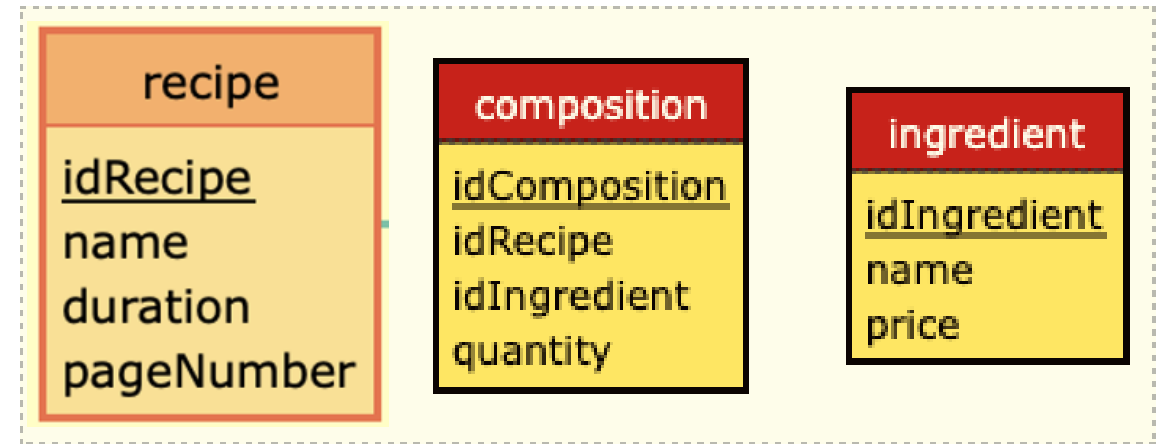 recipe
idRecipe
name
duration
pageNumber
composition
idComposition
idRecipe
idIngredient
quantity
ingredient
idIngredient
name
price